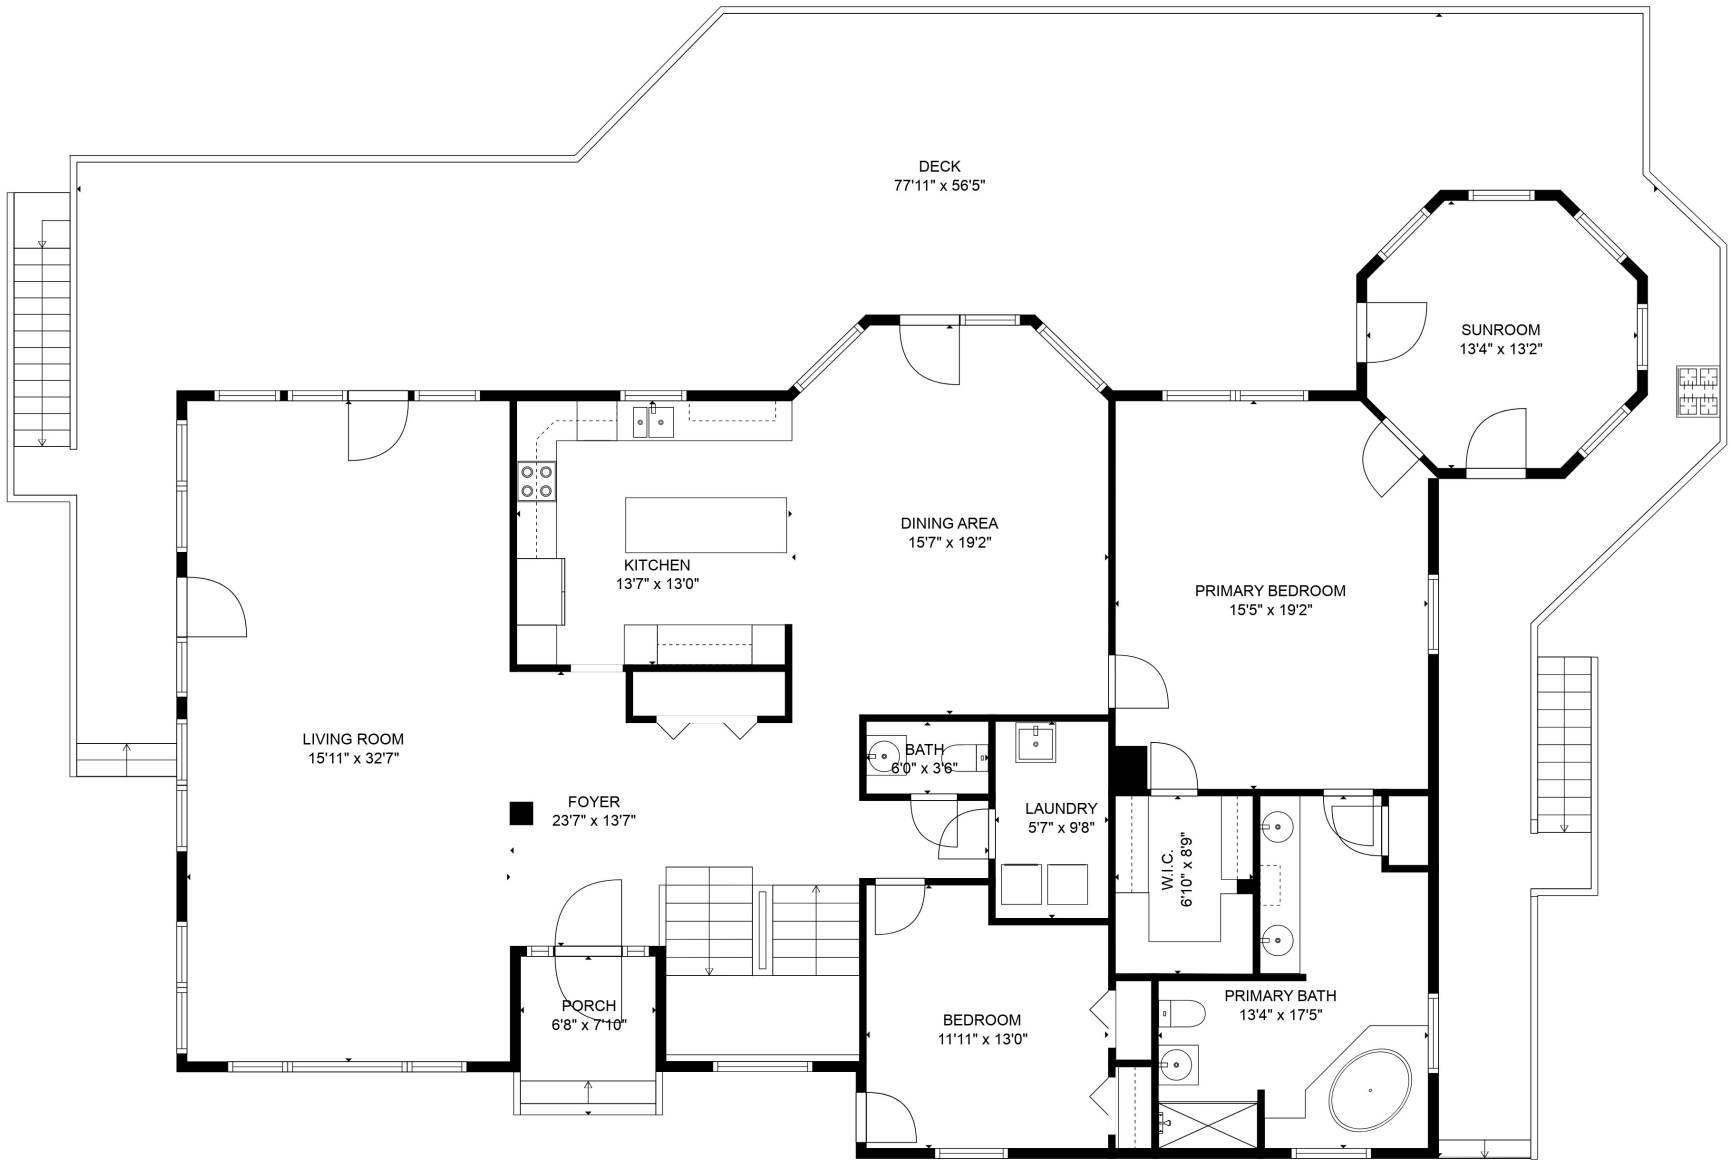 DECK
77'11" x 56'5"
SUNROOM
13'4" x 13'2"
DINING AREA
15'7" x 19'2"
KITCHEN
13'7" x 13'0"
PRIMARY BEDROOM
15'5" x 19'2"
LIVING ROOM
15'11" x 32'7"
BATH
6'0" x 3'6"
FOYER
23'7" x 13'7"
LAUNDRY
5'7" x 9'8"
W.I.C.
6'10" x 8'9"
PORCH
6'8" x 7'10"
BEDROOM
11'11" x 13'0"
PRIMARY BATH
13'4" x 17'5"